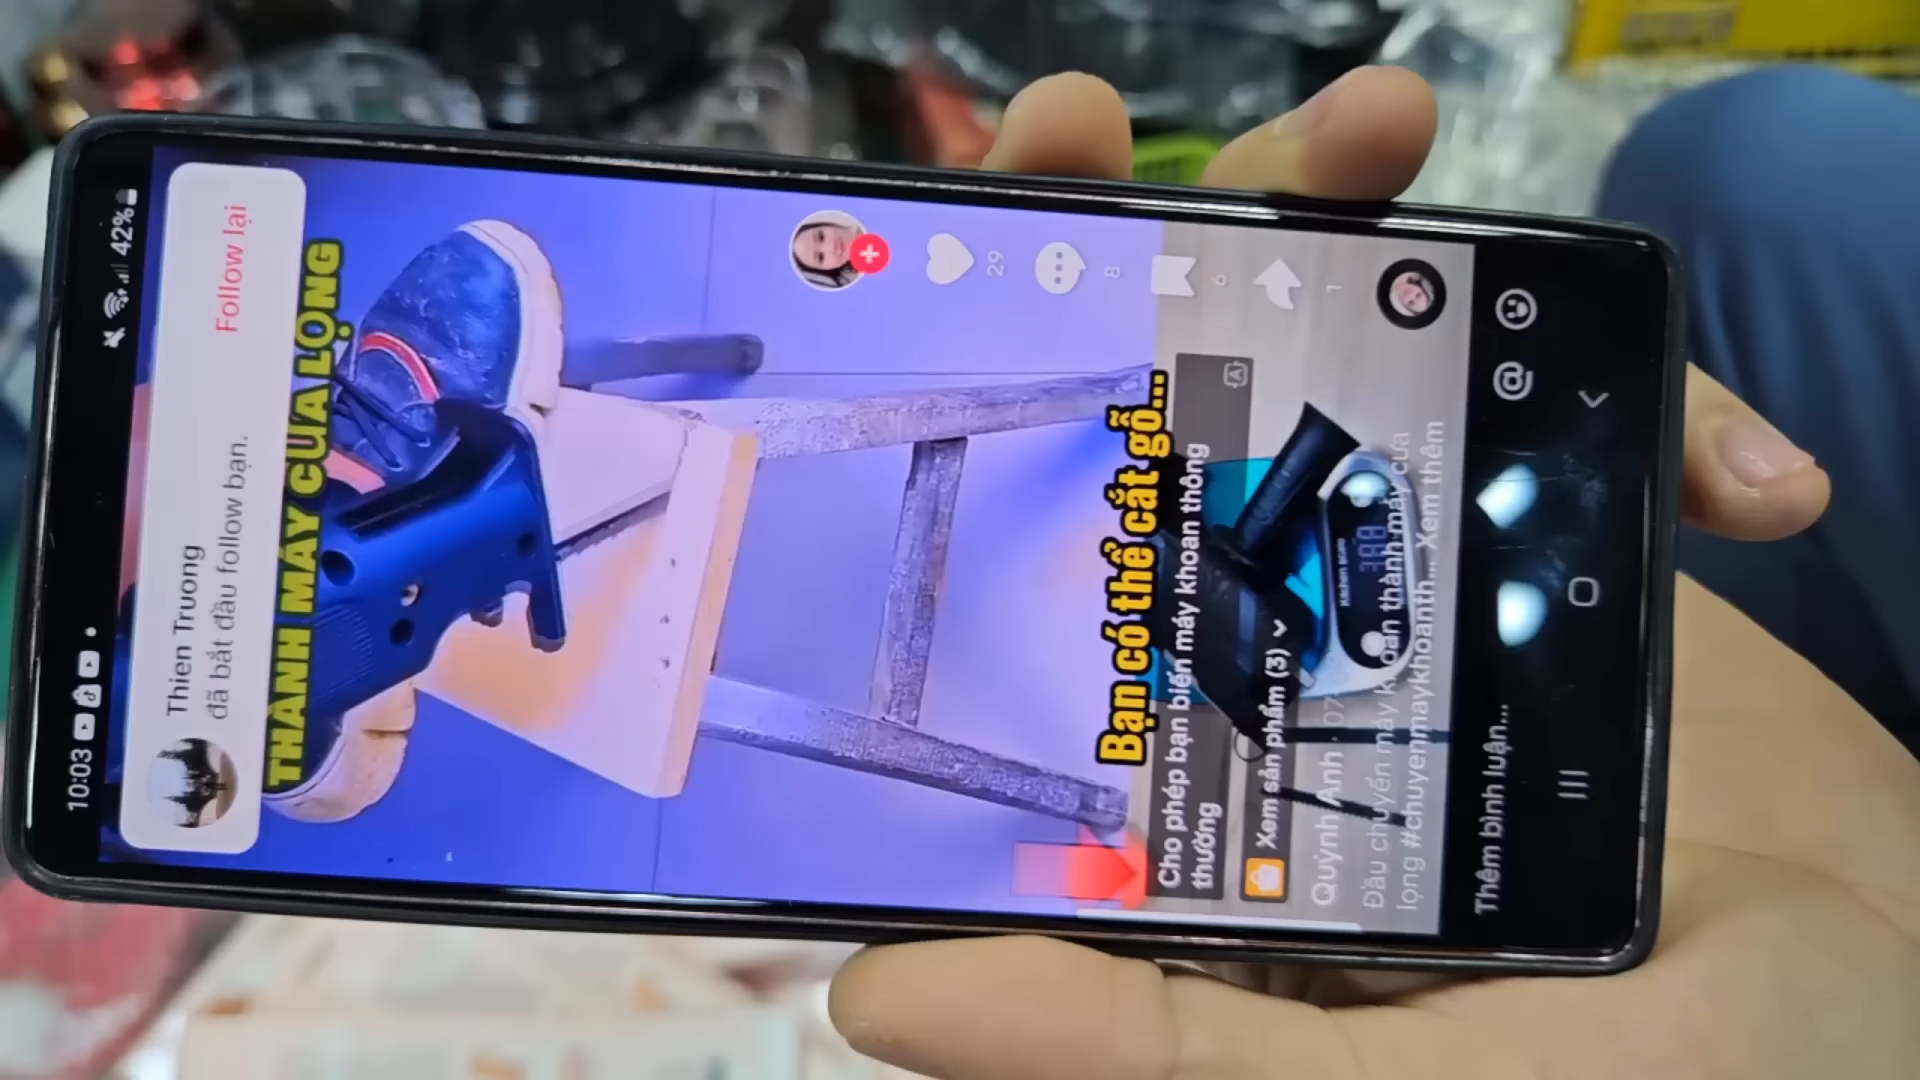 10:03
42%
Thien Truong
đã bắt đầu follow bạn.
Follow lại
THÀNH MÁY CƯA LỌNG
29
8
6
1
Bạn có thể cắt gỗ...
Cho phép bạn biến máy khoan thông
thường
Xem sản phẩm (3)
Quỳnh Anh · 07
Đầu chuyển máy khoan thành máy cưa
lọng #chuyenmaykhoanth... Xem thêm
Thêm bình luận...
@